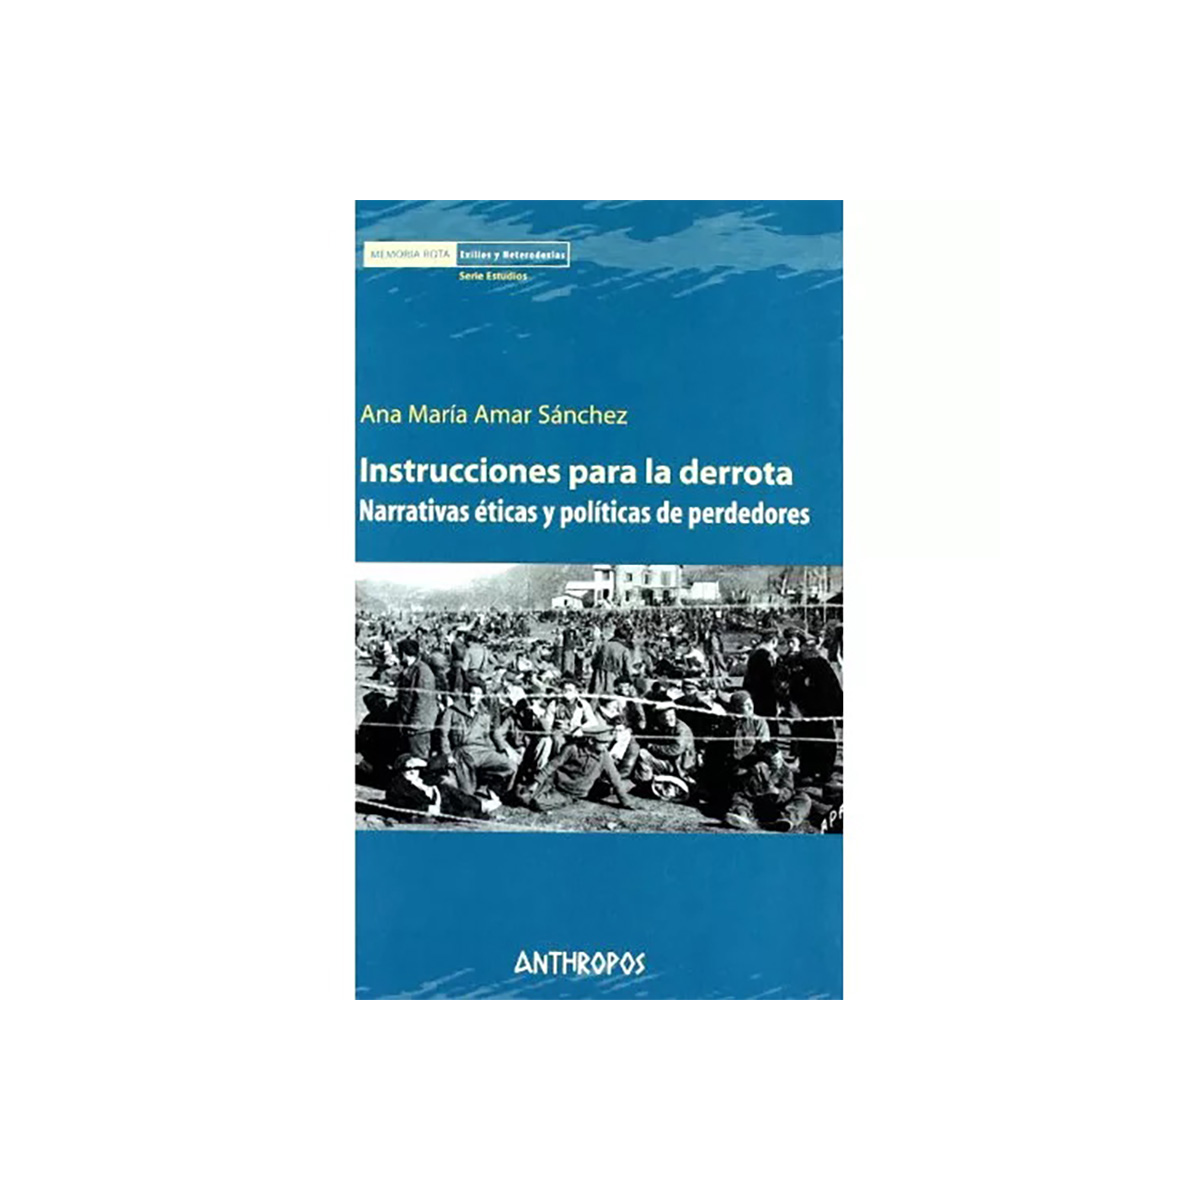 MEMORIA ROTA Exilios y Heterodoxias
Serie Estudios
Ana María Amar Sánchez
Instrucciones para la derrota
Narrativas éticas y políticas de perdedores
APA
ANTHROPOS